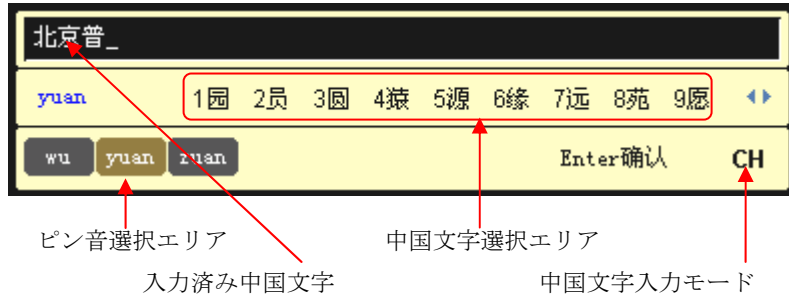 北京普_
yuan 1园 2员 3圆 4猿 5源 6缘 7远 8苑 9愿
wu yuan zuan Enter确认 CH
ピン音選択エリア 中国文字選択エリア
入力済み中国文字 中国文字入力モード